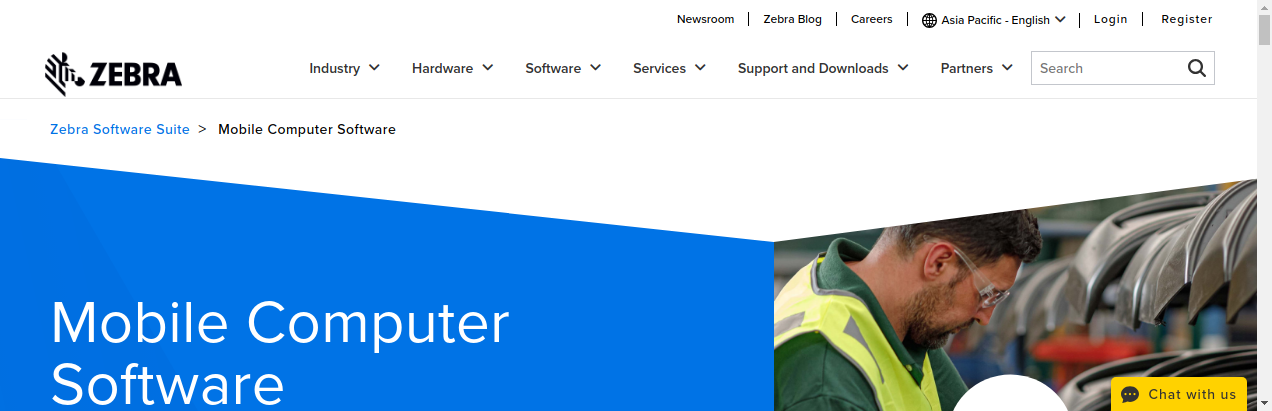 Newsroom Zebra Blog Careers Asia Pacific - English Login Register
ZEBRA Industry Hardware Software Services Support and Downloads Partners Search
Zebra Software Suite > Mobile Computer Software
Mobile Computer
Software
Chat with us